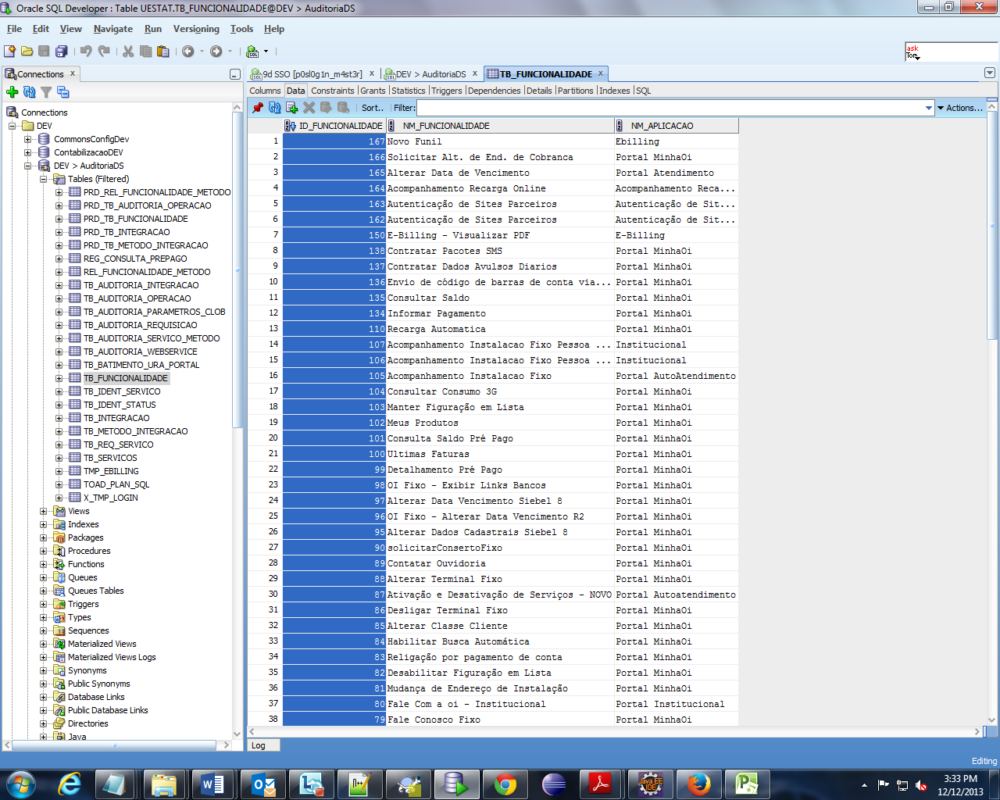 Oracle SQL Developer : Table UESTAT.TB_FUNCIONALIDADE@DEV > AuditoriaDS
File Edit View Navigate Run Versioning Tools Help
ask
Tom
Connections
9d SSO [p0sl0g1n_m4st3r] DEV > AuditoriaDS TB_FUNCIONALIDADE
Columns Data Constraints Grants Statistics Triggers Dependencies Details Partitions Indexes SQL
Sort.. Filter: Actions...
Connections
DEV
CommonsConfigDev
ContabilizacaoDEV
DEV > AuditoriaDS
Tables (Filtered)
PRD_REL_FUNCIONALIDADE_METODO
PRD_TB_AUDITORIA_OPERACAO
PRD_TB_FUNCIONALIDADE
PRD_TB_INTEGRACAO
PRD_TB_METODO_INTEGRACAO
REG_CONSULTA_PREPAGO
REL_FUNCIONALIDADE_METODO
TB_AUDITORIA_INTEGRACAO
TB_AUDITORIA_OPERACAO
TB_AUDITORIA_PARAMETROS_CLOB
TB_AUDITORIA_REQUISICAO
TB_AUDITORIA_SERVICO_METODO
TB_AUDITORIA_WEBSERVICE
TB_BATIMENTO_URA_PORTAL
TB_FUNCIONALIDADE
TB_IDENT_SERVICO
TB_IDENT_STATUS
TB_INTEGRACAO
TB_METODO_INTEGRACAO
TB_REQ_SERVICO
TB_SERVICOS
TMP_EBILLING
TOAD_PLAN_SQL
X_TMP_LOGIN
Views
Indexes
Packages
Procedures
Functions
Queues
Queues Tables
Triggers
Types
Sequences
Materialized Views
Materialized Views Logs
Synonyms
Public Synonyms
Database Links
Public Database Links
Directories
Java
ID_FUNCIONALIDADE NM_FUNCIONALIDADE NM_APLICACAO
1 167 Novo Funil Ebilling
2 166 Solicitar Alt. de End. de Cobranca Portal MinhaOi
3 165 Alterar Data de Vencimento Portal Atendimento
4 164 Acompanhamento Recarga Online Acompanhamento Reca...
5 163 Autenticação de Sites Parceiros Autenticação de Sit...
6 162 Autenticação de Sites Parceiros Autenticação de Sit...
7 150 E-Billing - Visualizar PDF E-Billing
8 138 Contratar Pacotes SMS Portal MinhaOi
9 137 Contratar Dados Avulsos Diarios Portal MinhaOi
10 136 Envio de código de barras de conta via... Portal MinhaOi
11 135 Consultar Saldo Portal MinhaOi
12 134 Informar Pagamento Portal MinhaOi
13 110 Recarga Automatica Portal MinhaOi
14 107 Acompanhamento Instalacao Fixo Pessoa ... Institucional
15 106 Acompanhamento Instalacao Fixo Pessoa ... Institucional
16 105 Acompanhamento Instalacao Fixo Portal AutoAtendimento
17 104 Consultar Consumo 3G Portal MinhaOi
18 103 Manter Figuração em Lista Portal MinhaOi
19 102 Meus Produtos Portal MinhaOi
20 101 Consulta Saldo Pré Pago Portal MinhaOi
21 100 Ultimas Faturas Portal MinhaOi
22 99 Detalhamento Pré Pago Portal MinhaOi
23 98 OI Fixo - Exibir Links Bancos Portal MinhaOi
24 97 Alterar Data Vencimento Siebel 8 Portal MinhaOi
25 96 OI Fixo - Alterar Data Vencimento R2 Portal MinhaOi
26 95 Alterar Dados Cadastrais Siebel 8 Portal MinhaOi
27 90 solicitarConsertoFixo Portal MinhaOi
28 89 Contatar Ouvidoria Portal MinhaOi
29 88 Alterar Terminal Fixo Portal MinhaOi
30 87 Ativação e Desativação de Serviços - NOVO Portal Autoatendimento
31 86 Desligar Terminal Fixo Portal MinhaOi
32 85 Alterar Classe Cliente Portal MinhaOi
33 84 Habilitar Busca Automática Portal MinhaOi
34 83 Religação por pagamento de conta Portal MinhaOi
35 82 Desabilitar Figuração em Lista Portal MinhaOi
36 81 Mudança de Endereço de Instalação Portal MinhaOi
37 80 Fale Com a oi - Institucional Portal Institucional
38 79 Fale Conosco Fixo Portal MinhaOi
Log
Editing
3:33 PM
12/12/2013